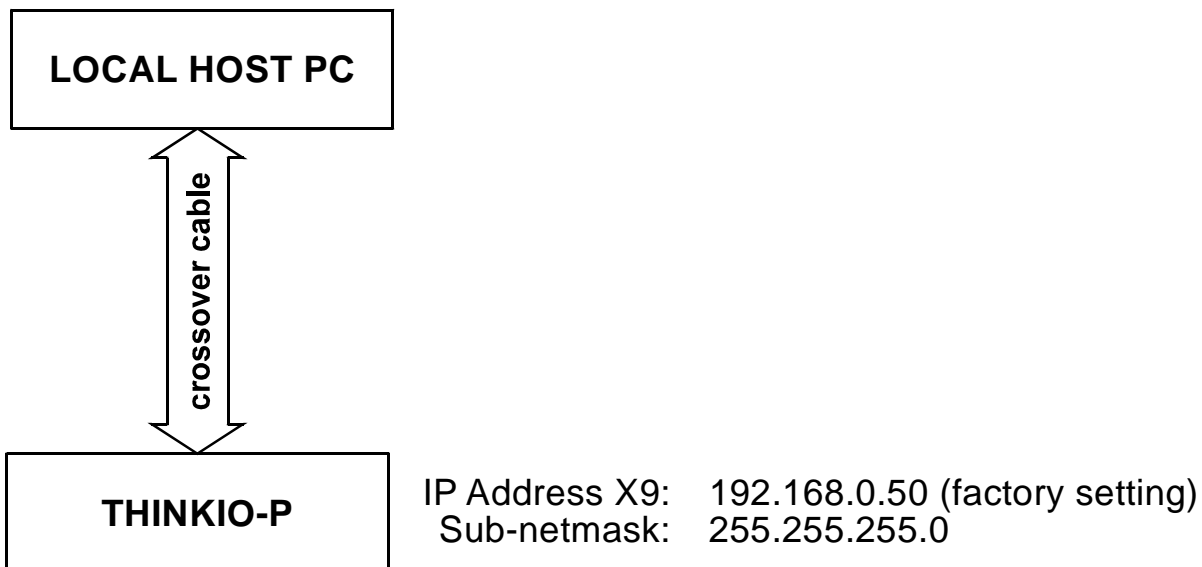 LOCAL HOST PC
crossover cable
THINKIO-P
IP Address X9: 192.168.0.50 (factory setting)
Sub-netmask: 255.255.255.0